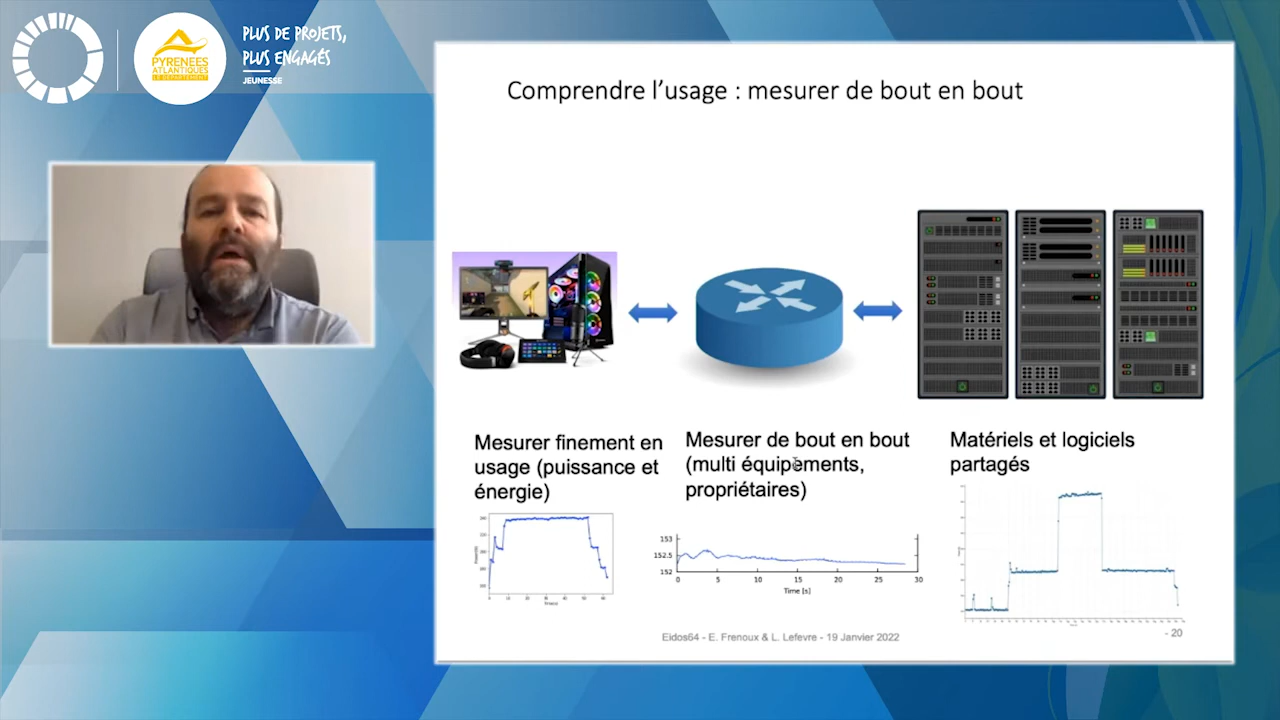 PLUS DE PROJETS,
PLUS ENGAGÉS
JEUNESSE
PYRENEES
ATLANTIQUES
LE DEPARTEMENT
Comprendre l’usage : mesurer de bout en bout
Mesurer finement en
usage (puissance et
énergie)
Mesurer de bout en bout
(multi équipements,
propriétaires)
Matériels et logiciels
partagés
153
152.5
152
0 5 10 15 20 25 30
Time [s]
Eidos64 - E. Frenoux & L. Lefevre - 19 Janvier 2022
- 20